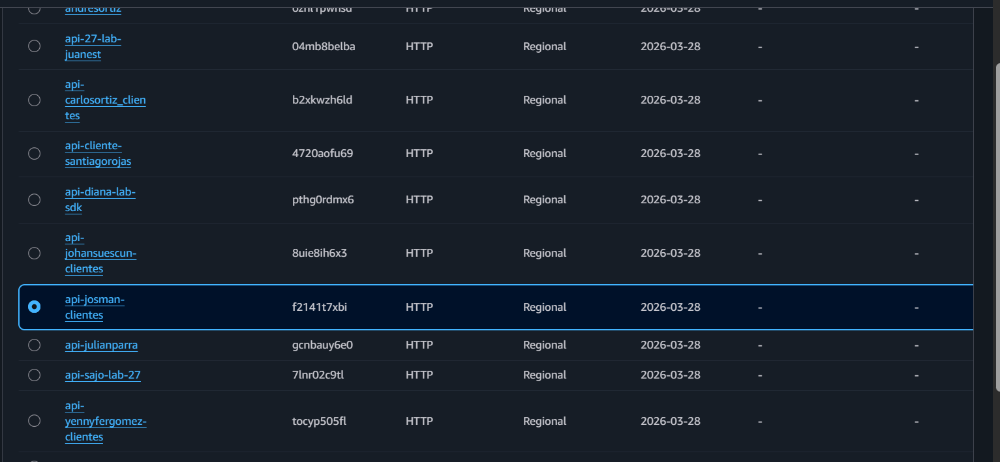 andresortiz HTTP Regional 2026-03-28 - -
api-27-lab-
juanest 04mb8belba HTTP Regional 2026-03-28 - -
api-
carlosortiz_clien b2xkwzh6ld HTTP Regional 2026-03-28 - -
tes
api-cliente-
santiagorojas 4720aofu69 HTTP Regional 2026-03-28 - -
api-diana-lab-
sdk pthg0rdmx6 HTTP Regional 2026-03-28 - -
api-
johansuescun- 8uie8ih6x3 HTTP Regional 2026-03-28 - -
clientes
api-josman-
clientes f2141t7xbi HTTP Regional 2026-03-28 - -
api-julianparra gcnbauy6e0 HTTP Regional 2026-03-28 - -
api-sajo-lab-27 7lnr02c9tl HTTP Regional 2026-03-28 - -
api-
yennyfergomez- tocyp505fl HTTP Regional 2026-03-28 - -
clientes